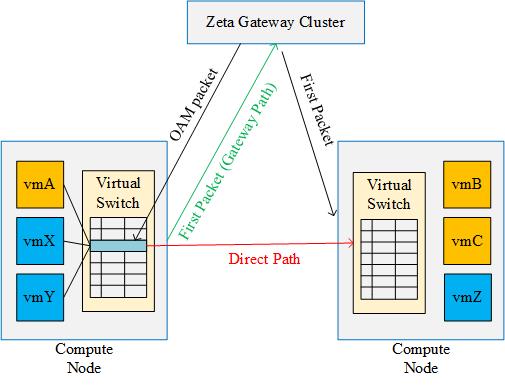 Zeta Gateway Cluster
OAM packet
First Packet (Gateway Path)
First Packet
vmA
vmX
vmY
Virtual
Switch
Direct Path
Virtual
Switch
vmB
vmC
vmZ
Compute
Node
Compute
Node